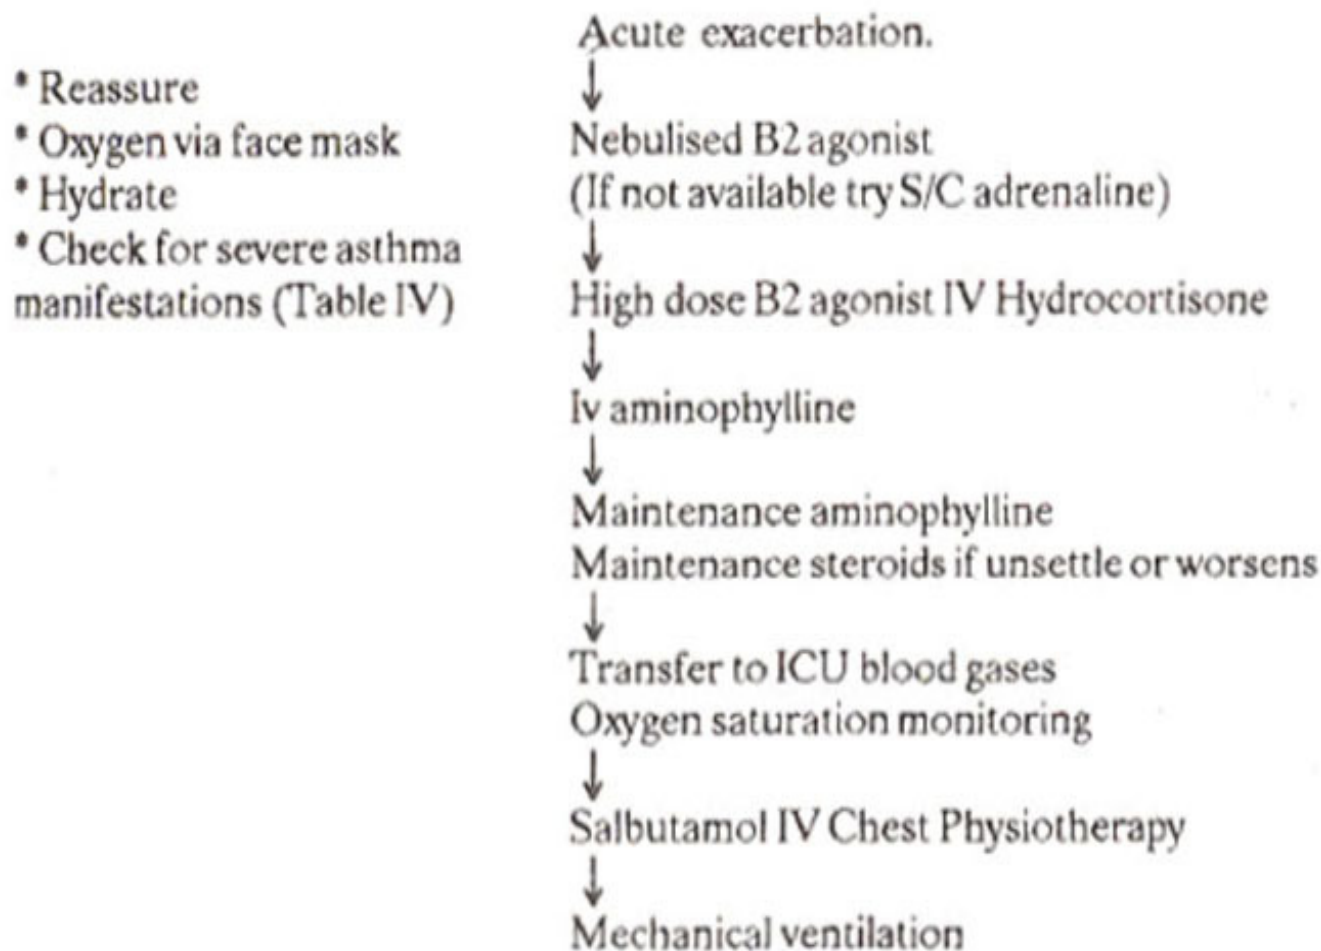 Acute exacerbation.
* Reassure
* Oxygen via face mask
* Hydrate
* Check for severe asthma
manifestations (Table IV)
Nebulised B2 agonist
(If not available try S/C adrenaline)
High dose B2 agonist IV Hydrocortisone
Iv aminophylline
Maintenance aminophylline
Maintenance steroids if unsettle or worsens
Transfer to ICU blood gases
Oxygen saturation monitoring
Salbutamol IV Chest Physiotherapy
Mechanical ventilation